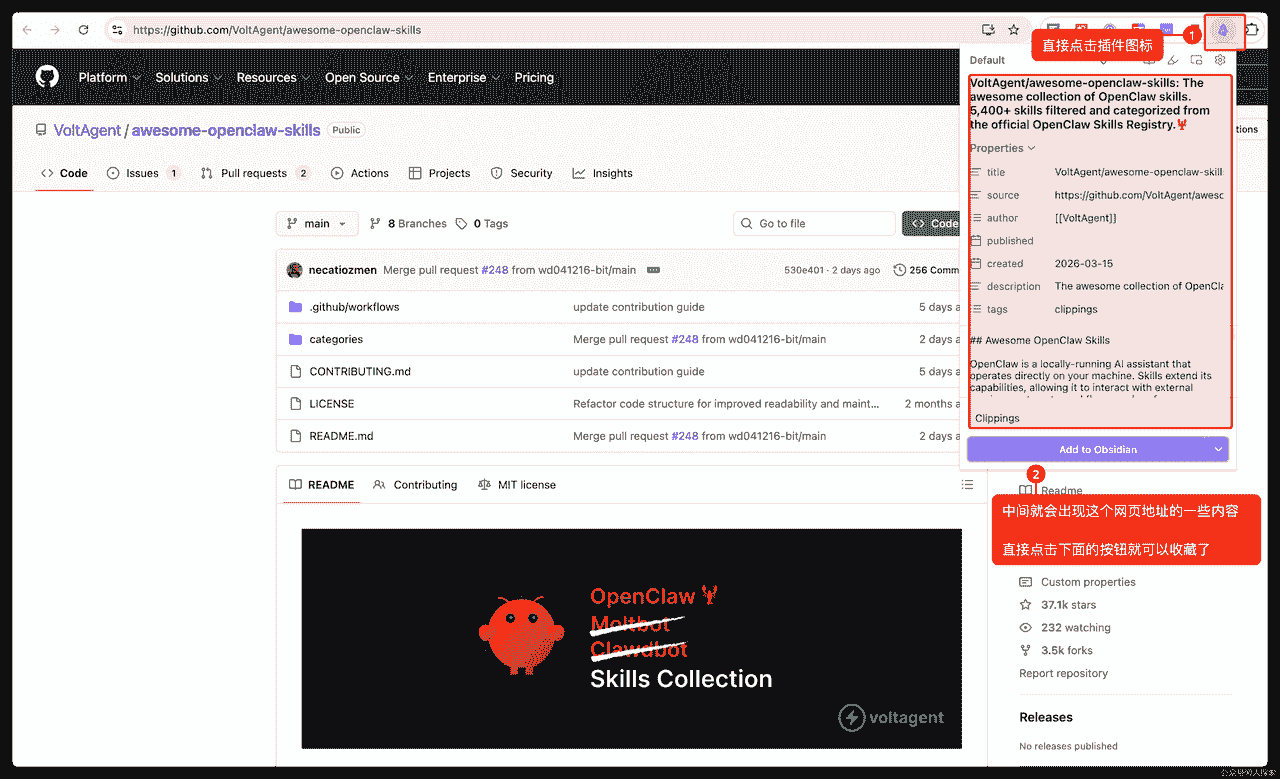 https://github.com/VoltAgent/awesome-openclaw-skills
1
直接点击插件图标
Platform
Solutions
Resources
Open Source
Enterprise
Pricing
VoltAgent / awesome-openclaw-skills
Public
Code
Issues 1
Pull requests 2
Actions
Projects
Security
Insights
main
8 Branches
0 Tags
Go to file
Code
necatiozmen Merge pull request #248 from wd041216-bit/main
530e401 · 2 days ago
256 Comm
.github/workflows
update contribution guide
5 days a
categories
Merge pull request #248 from wd041216-bit/main
2 days a
CONTRIBUTING.md
update contribution guide
5 days a
LICENSE
Refactor code structure for improved readability and maint...
2 months a
README.md
Merge pull request #248 from wd041216-bit/main
2 days a
README
Contributing
MIT license
OpenClaw
Moltbot
Clawdbot
Skills Collection
voltagent
Default
VoltAgent/awesome-openclaw-skills: The
awesome collection of OpenClaw skills.
5,400+ skills filtered and categorized from
the official OpenClaw Skills Registry.🦞
tions
Properties
title VoltAgent/awesome-openclaw-skill
source https://github.com/VoltAgent/aweso
author [[VoltAgent]]
published
created 2026-03-15
description The awesome collection of OpenCla
tags clippings
## Awesome OpenClaw Skills
OpenClaw is a locally-running AI assistant that
operates directly on your machine. Skills extend its
capabilities, allowing it to interact with external
Clippings
Add to Obsidian
2
Readme
中间就会出现这个网页地址的一些内容
直接点击下面的按钮就可以收藏了
Custom properties
37.1k stars
232 watching
3.5k forks
Report repository
Releases
No releases published